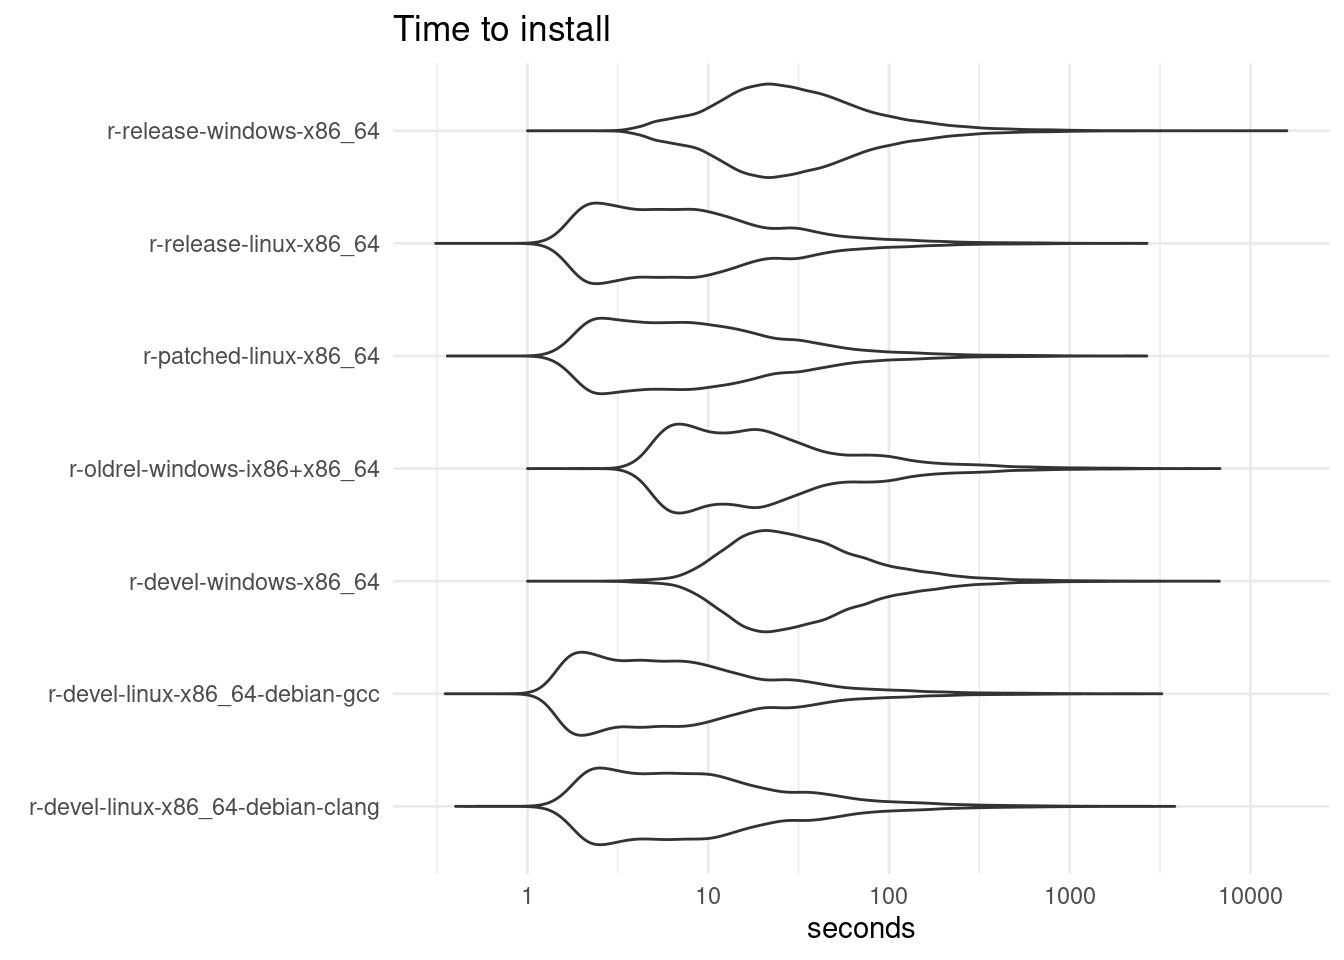 Time to install
r-release-windows-x86_64
r-release-linux-x86_64
r-patched-linux-x86_64
r-oldrel-windows-ix86+x86_64
r-devel-windows-x86_64
r-devel-linux-x86_64-debian-gcc
r-devel-linux-x86_64-debian-clang
1 10 100 1000 10000
seconds